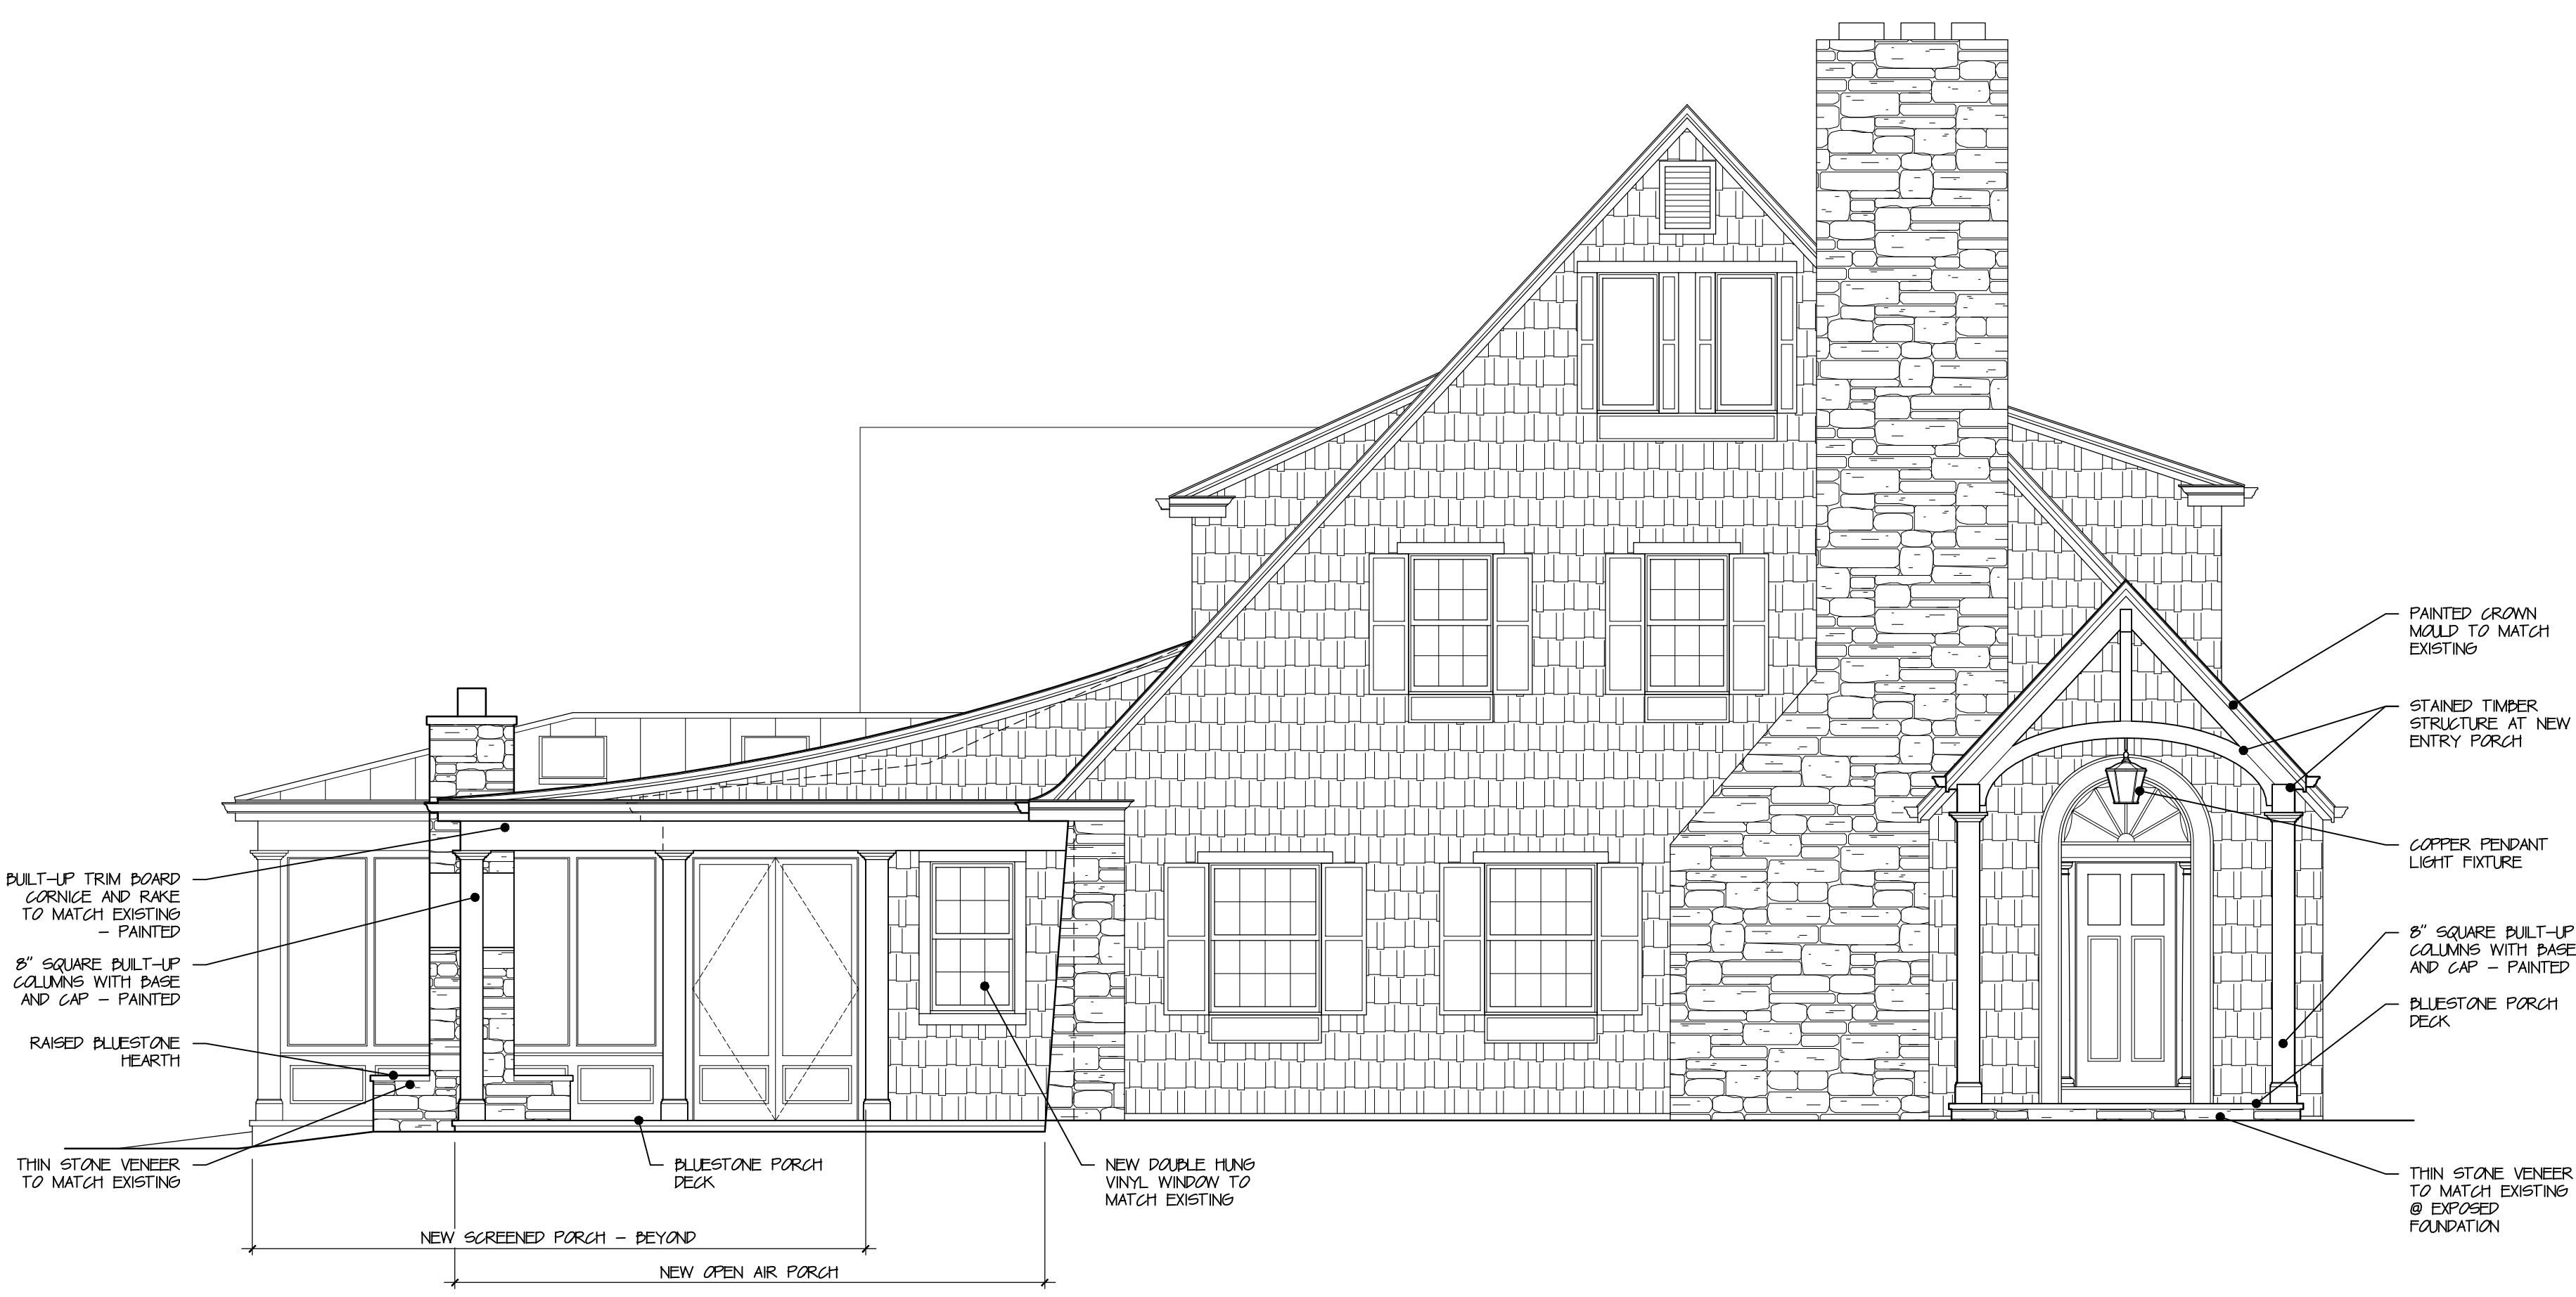 PAINTED CROWN
MOULD TO MATCH
EXISTING
STAINED TIMBER
STRUCTURE AT NEW
ENTRY PORCH
COPPER PENDANT
LIGHT FIXTURE
BUILT-UP TRIM BOARD
CORNICE AND RAKE
TO MATCH EXISTING
- PAINTED
8" SQUARE BUILT-UP
COLUMNS WITH BASE
AND CAP - PAINTED
RAISED BLUESTONE
HEARTH
THIN STONE VENEER
TO MATCH EXISTING
8" SQUARE BUILT-UP
COLUMNS WITH BASE
AND CAP - PAINTED
BLUESTONE PORCH
DECK
BLUESTONE PORCH
DECK
NEW DOUBLE HUNG
VINYL WINDOW TO
MATCH EXISTING
THIN STONE VENEER
TO MATCH EXISTING
@ EXPOSED
FOUNDATION
NEW SCREENED PORCH - BEYOND
NEW OPEN AIR PORCH